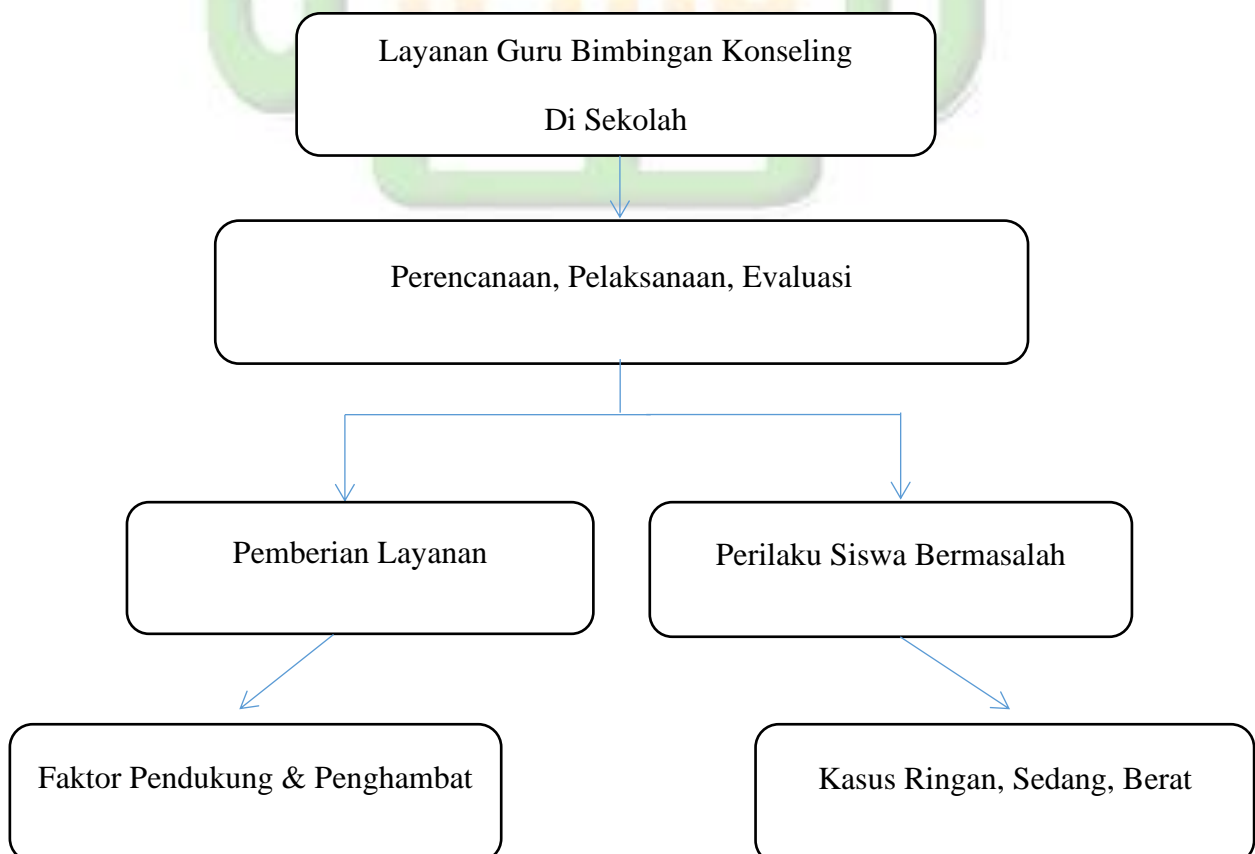 Layanan Guru Bimbingan Konseling
Di Sekolah
Perencanaan, Pelaksanaan, Evaluasi
Pemberian Layanan
Perilaku Siswa Bermasalah
Faktor Pendukung & Penghambat
Kasus Ringan, Sedang, Berat